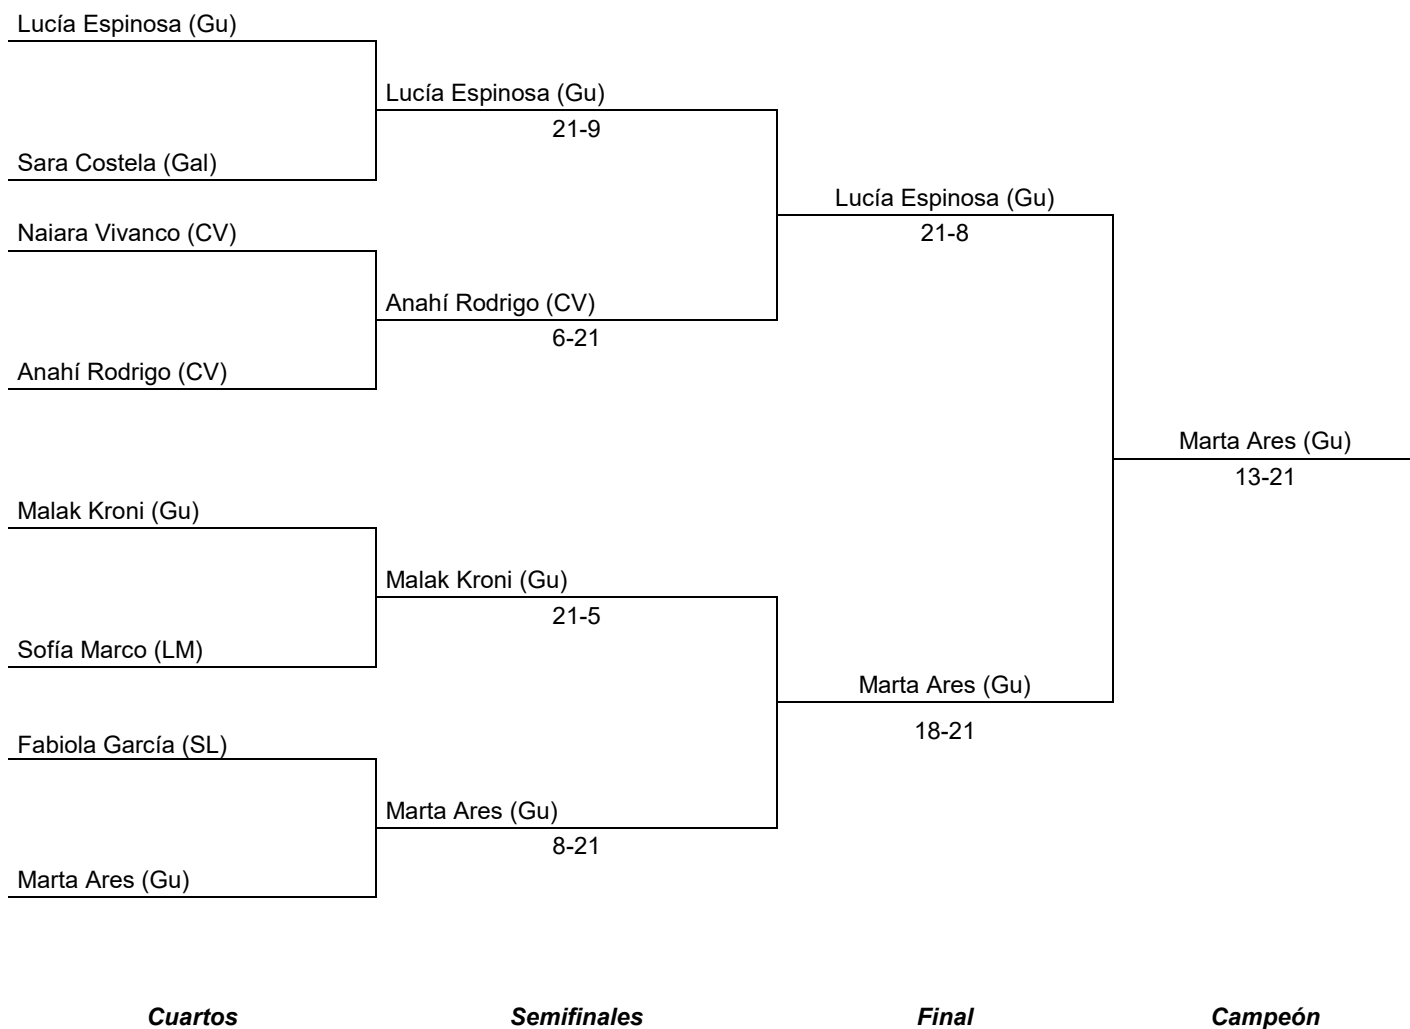 Lucía Espinosa (Gu)
Lucía Espinosa (Gu)
21-9
Sara Costela (Gal)
Lucía Espinosa (Gu)
Naiara Vivanco (CV)
21-8
Anahí Rodrigo (CV)
6-21
Anahí Rodrigo (CV)
Marta Ares (Gu)
13-21
Malak Kroni (Gu)
Malak Kroni (Gu)
21-5
Sofía Marco (LM)
Marta Ares (Gu)
18-21
Fabiola García (SL)
Marta Ares (Gu)
8-21
Marta Ares (Gu)
Cuartos Semifinales Final Campeón